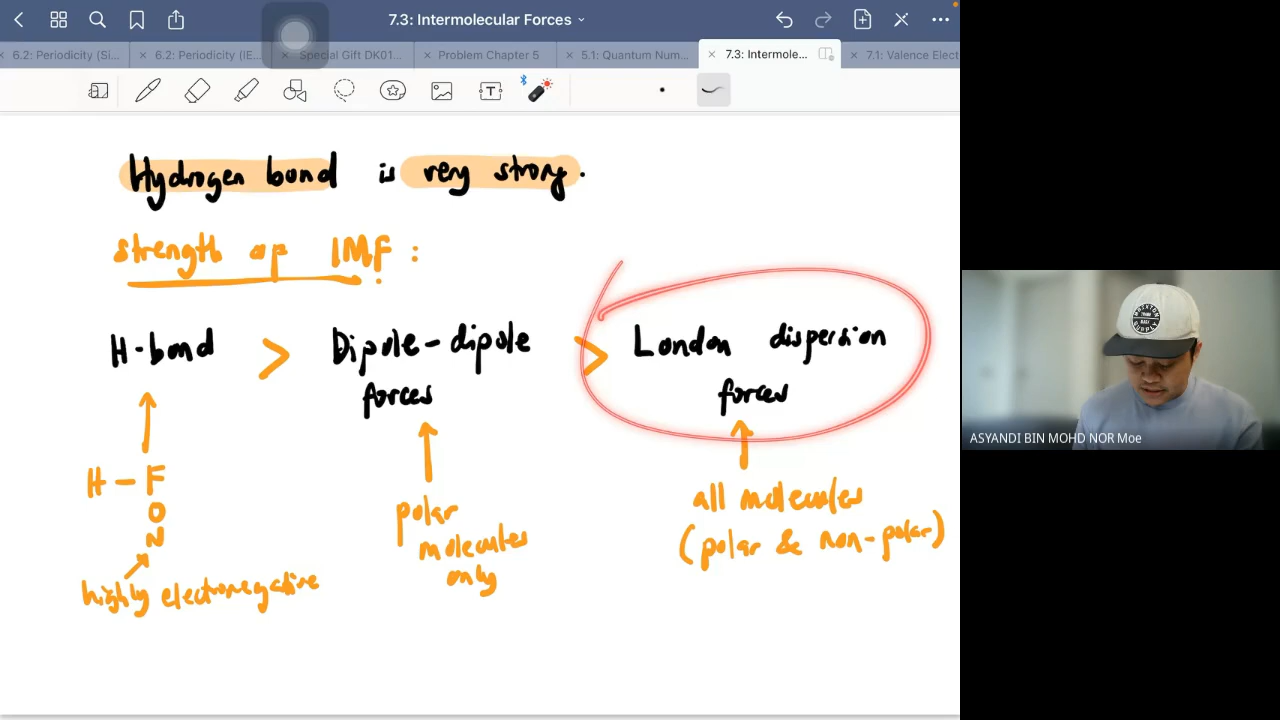 7.3: Intermolecular Forces
6.2: Periodicity (Si...
6.2: Periodicity (IE...
Special Gift DK01...
Problem Chapter 5
5.1: Quantum Num...
7.3: Intermole...
7.1: Valence Elect
T
Hydrogen bond is very strong.
strength of IMF :
H-bond > Dipole-dipole forces > London dispersion forces
H - F
O
N
highly electronegative
polar
molecules
only
all molecules
(polar & non-polar)
ASYANDI BIN MOHD NOR Moe